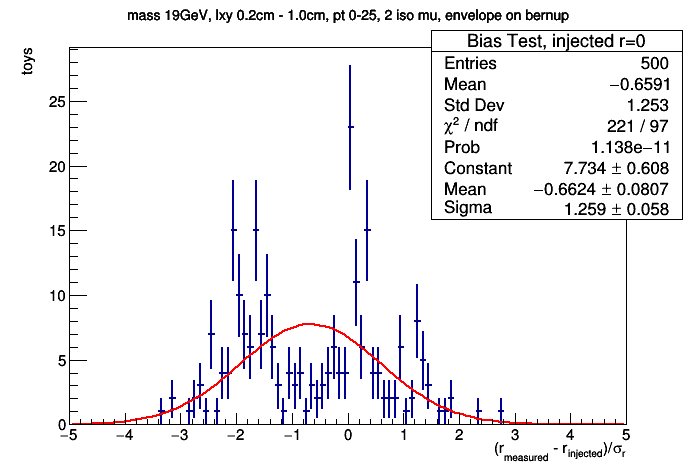 mass 19GeV, lxy 0.2cm - 1.0cm, pt 0-25, 2 iso mu, envelope on bernup
toys
Bias Test, injected r=0
Entries 500
Mean −0.6591
Std Dev 1.253
χ² / ndf 221 / 97
Prob 1.138e−11
Constant 7.734 ± 0.608
Mean −0.6624 ± 0.0807
Sigma 1.259 ± 0.058
25
20
15
10
5
0
−5 −4 −3 −2 −1 0 1 2 3 4 5
(r_measured - r_injected)/σ_r